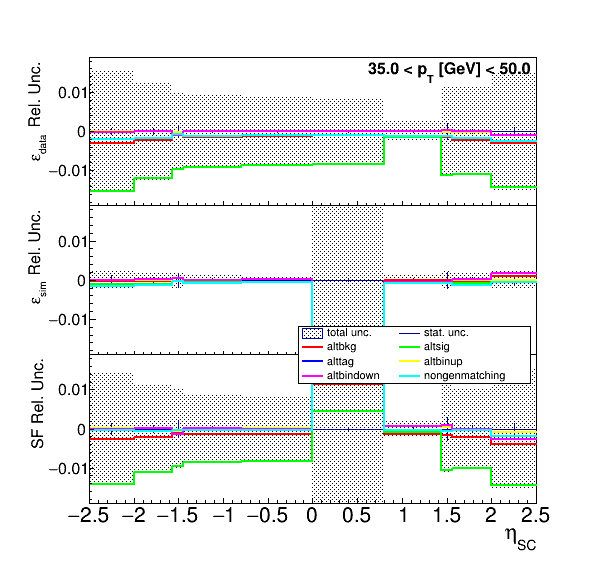 35.0 < p_T [GeV] < 50.0
ε_data Rel. Unc.
0.01
0
−0.01
ε_sim Rel. Unc.
0.01
0
−0.01
total unc. stat. unc.
altbkg altsig
alttag altbinup
altbindown nongenmatching
SF Rel. Unc.
0.01
0
−0.01
−2.5 −2 −1.5 −1 −0.5 0 0.5 1 1.5 2 2.5
η_SC